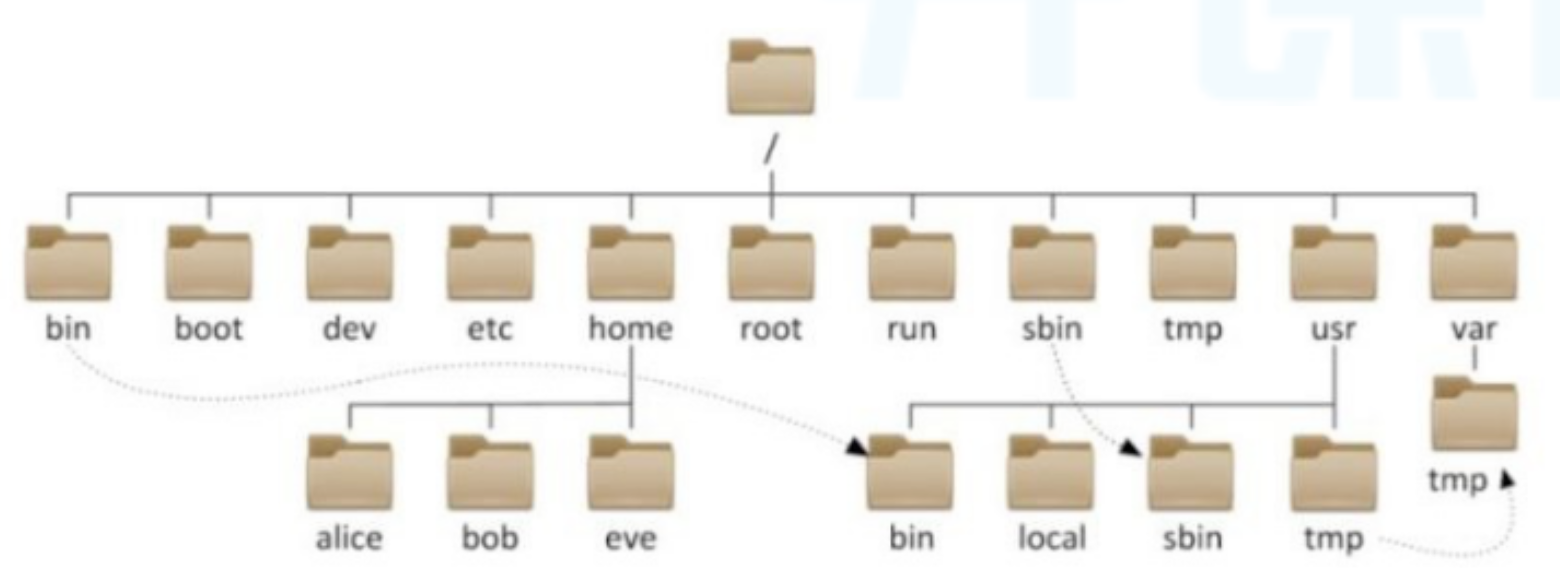 /
bin boot dev etc home root run sbin tmp usr var
tmp
alice bob eve bin local sbin tmp